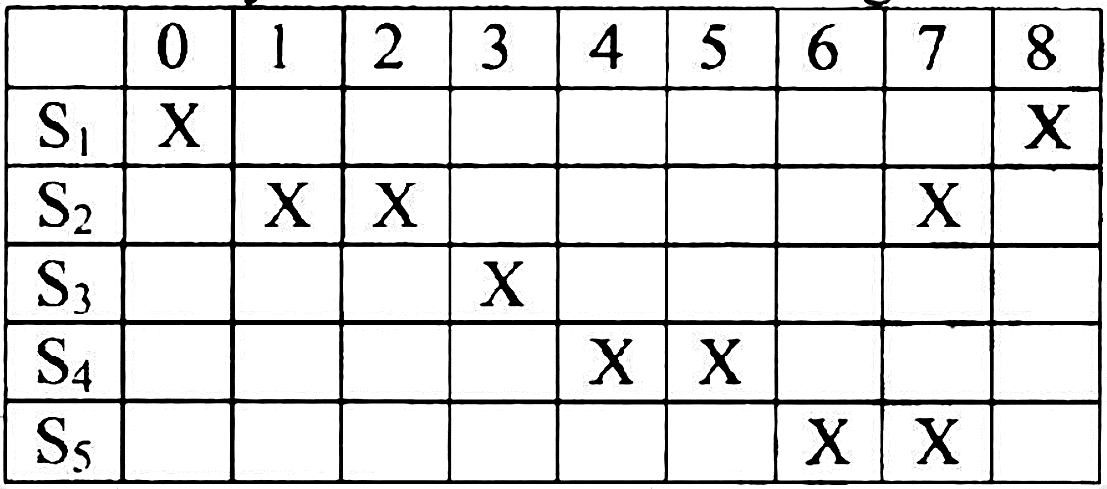 0 1 2 3 4 5 6 7 8
S₁ X X
S₂ X X X
S₃ X
S₄ X X
S₅ X X